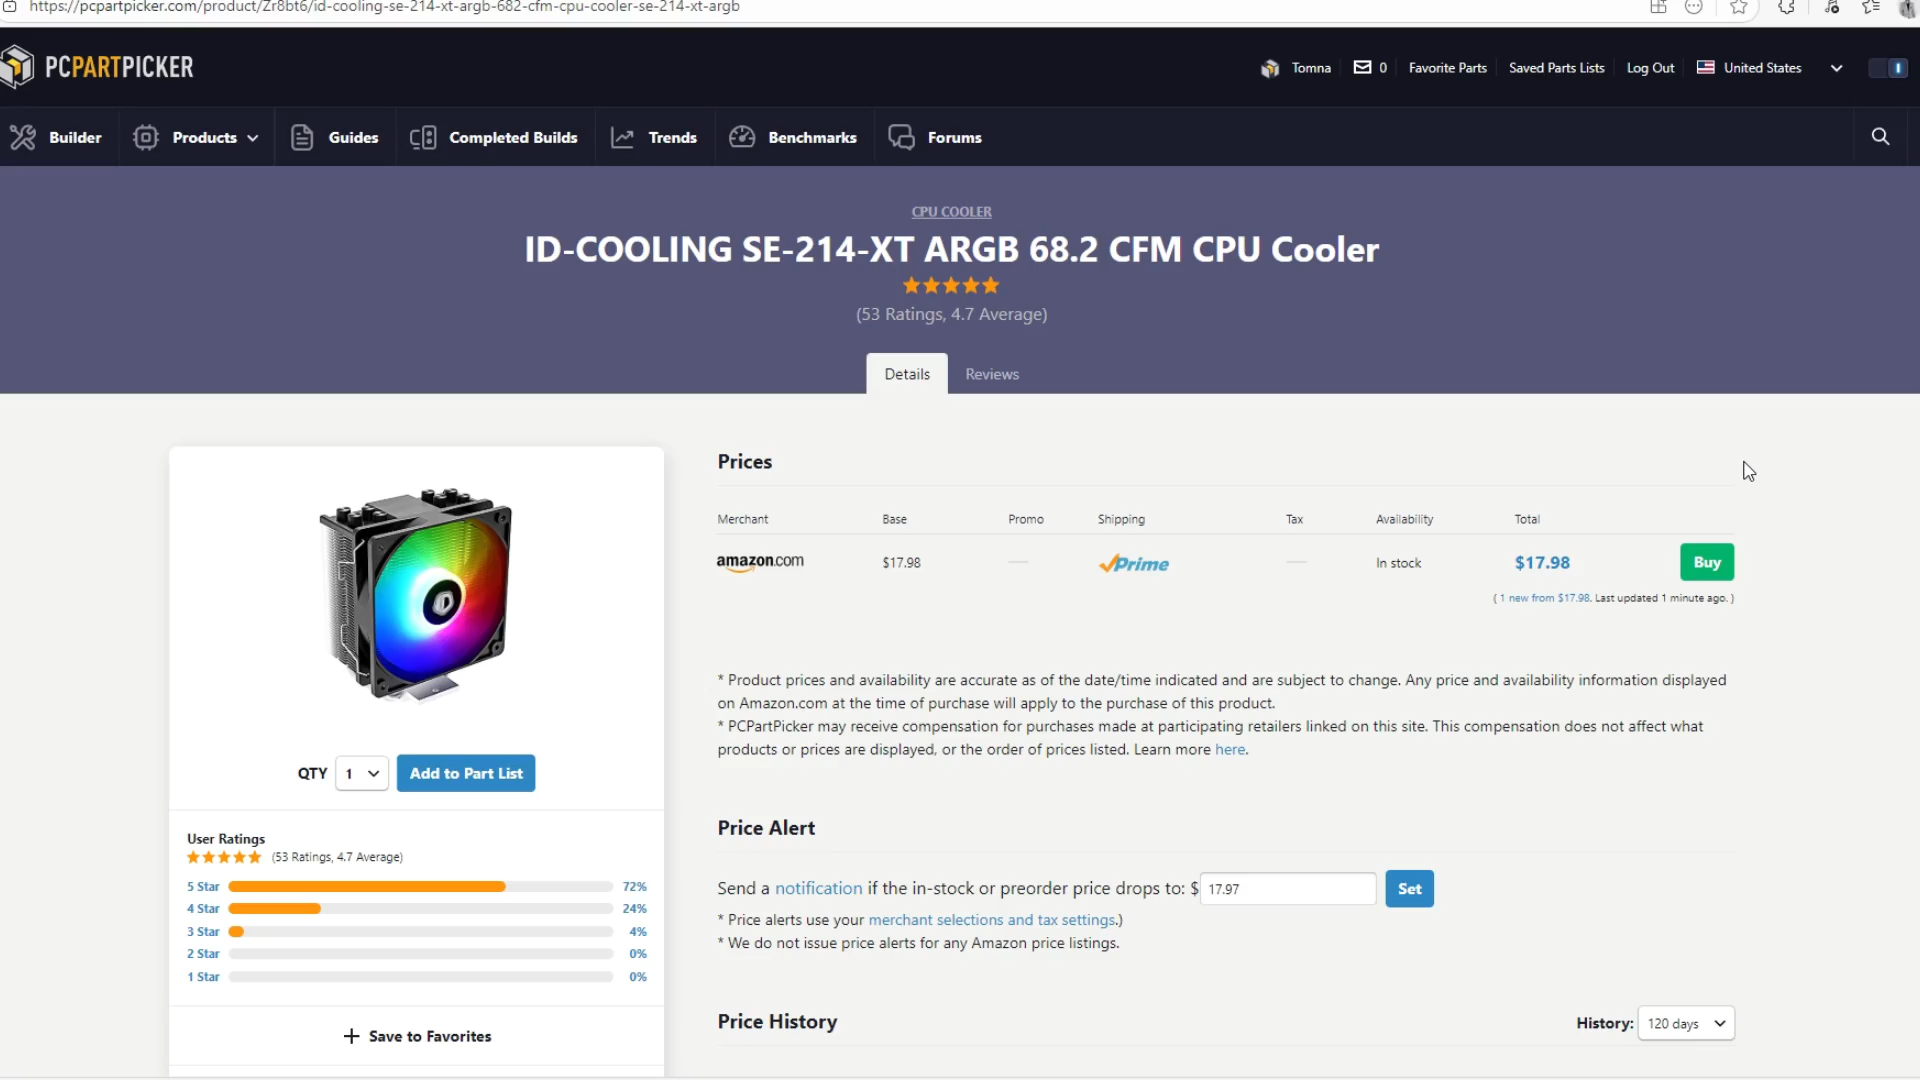 https://pcpartpicker.com/product/Zr8bt6/id-cooling-se-214-xt-argb-682-cfm-cpu-cooler-se-214-xt-argb
PCPARTPICKER
Tomna
0
Favorite Parts
Saved Parts Lists
Log Out
United States
Builder
Products
Guides
Completed Builds
Trends
Benchmarks
Forums
CPU COOLER
ID-COOLING SE-214-XT ARGB 68.2 CFM CPU Cooler
(53 Ratings, 4.7 Average)
Details
Reviews
Prices
Merchant Base Promo Shipping Tax Availability Total
amazon.com $17.98 — Prime — In stock $17.98 Buy
( 1 new from $17.98. Last updated 1 minute ago. )
* Product prices and availability are accurate as of the date/time indicated and are subject to change. Any price and availability information displayed
on Amazon.com at the time of purchase will apply to the purchase of this product.
* PCPartPicker may receive compensation for purchases made at participating retailers linked on this site. This compensation does not affect what
products or prices are displayed, or the order of prices listed. Learn more here.
QTY 1 Add to Part List
User Ratings
(53 Ratings, 4.7 Average)
5 Star 72%
4 Star 24%
3 Star 4%
2 Star 0%
1 Star 0%
Save to Favorites
Price Alert
Send a notification if the in-stock or preorder price drops to: $ 17.97 Set
* Price alerts use your merchant selections and tax settings.)
* We do not issue price alerts for any Amazon price listings.
Price History
History: 120 days